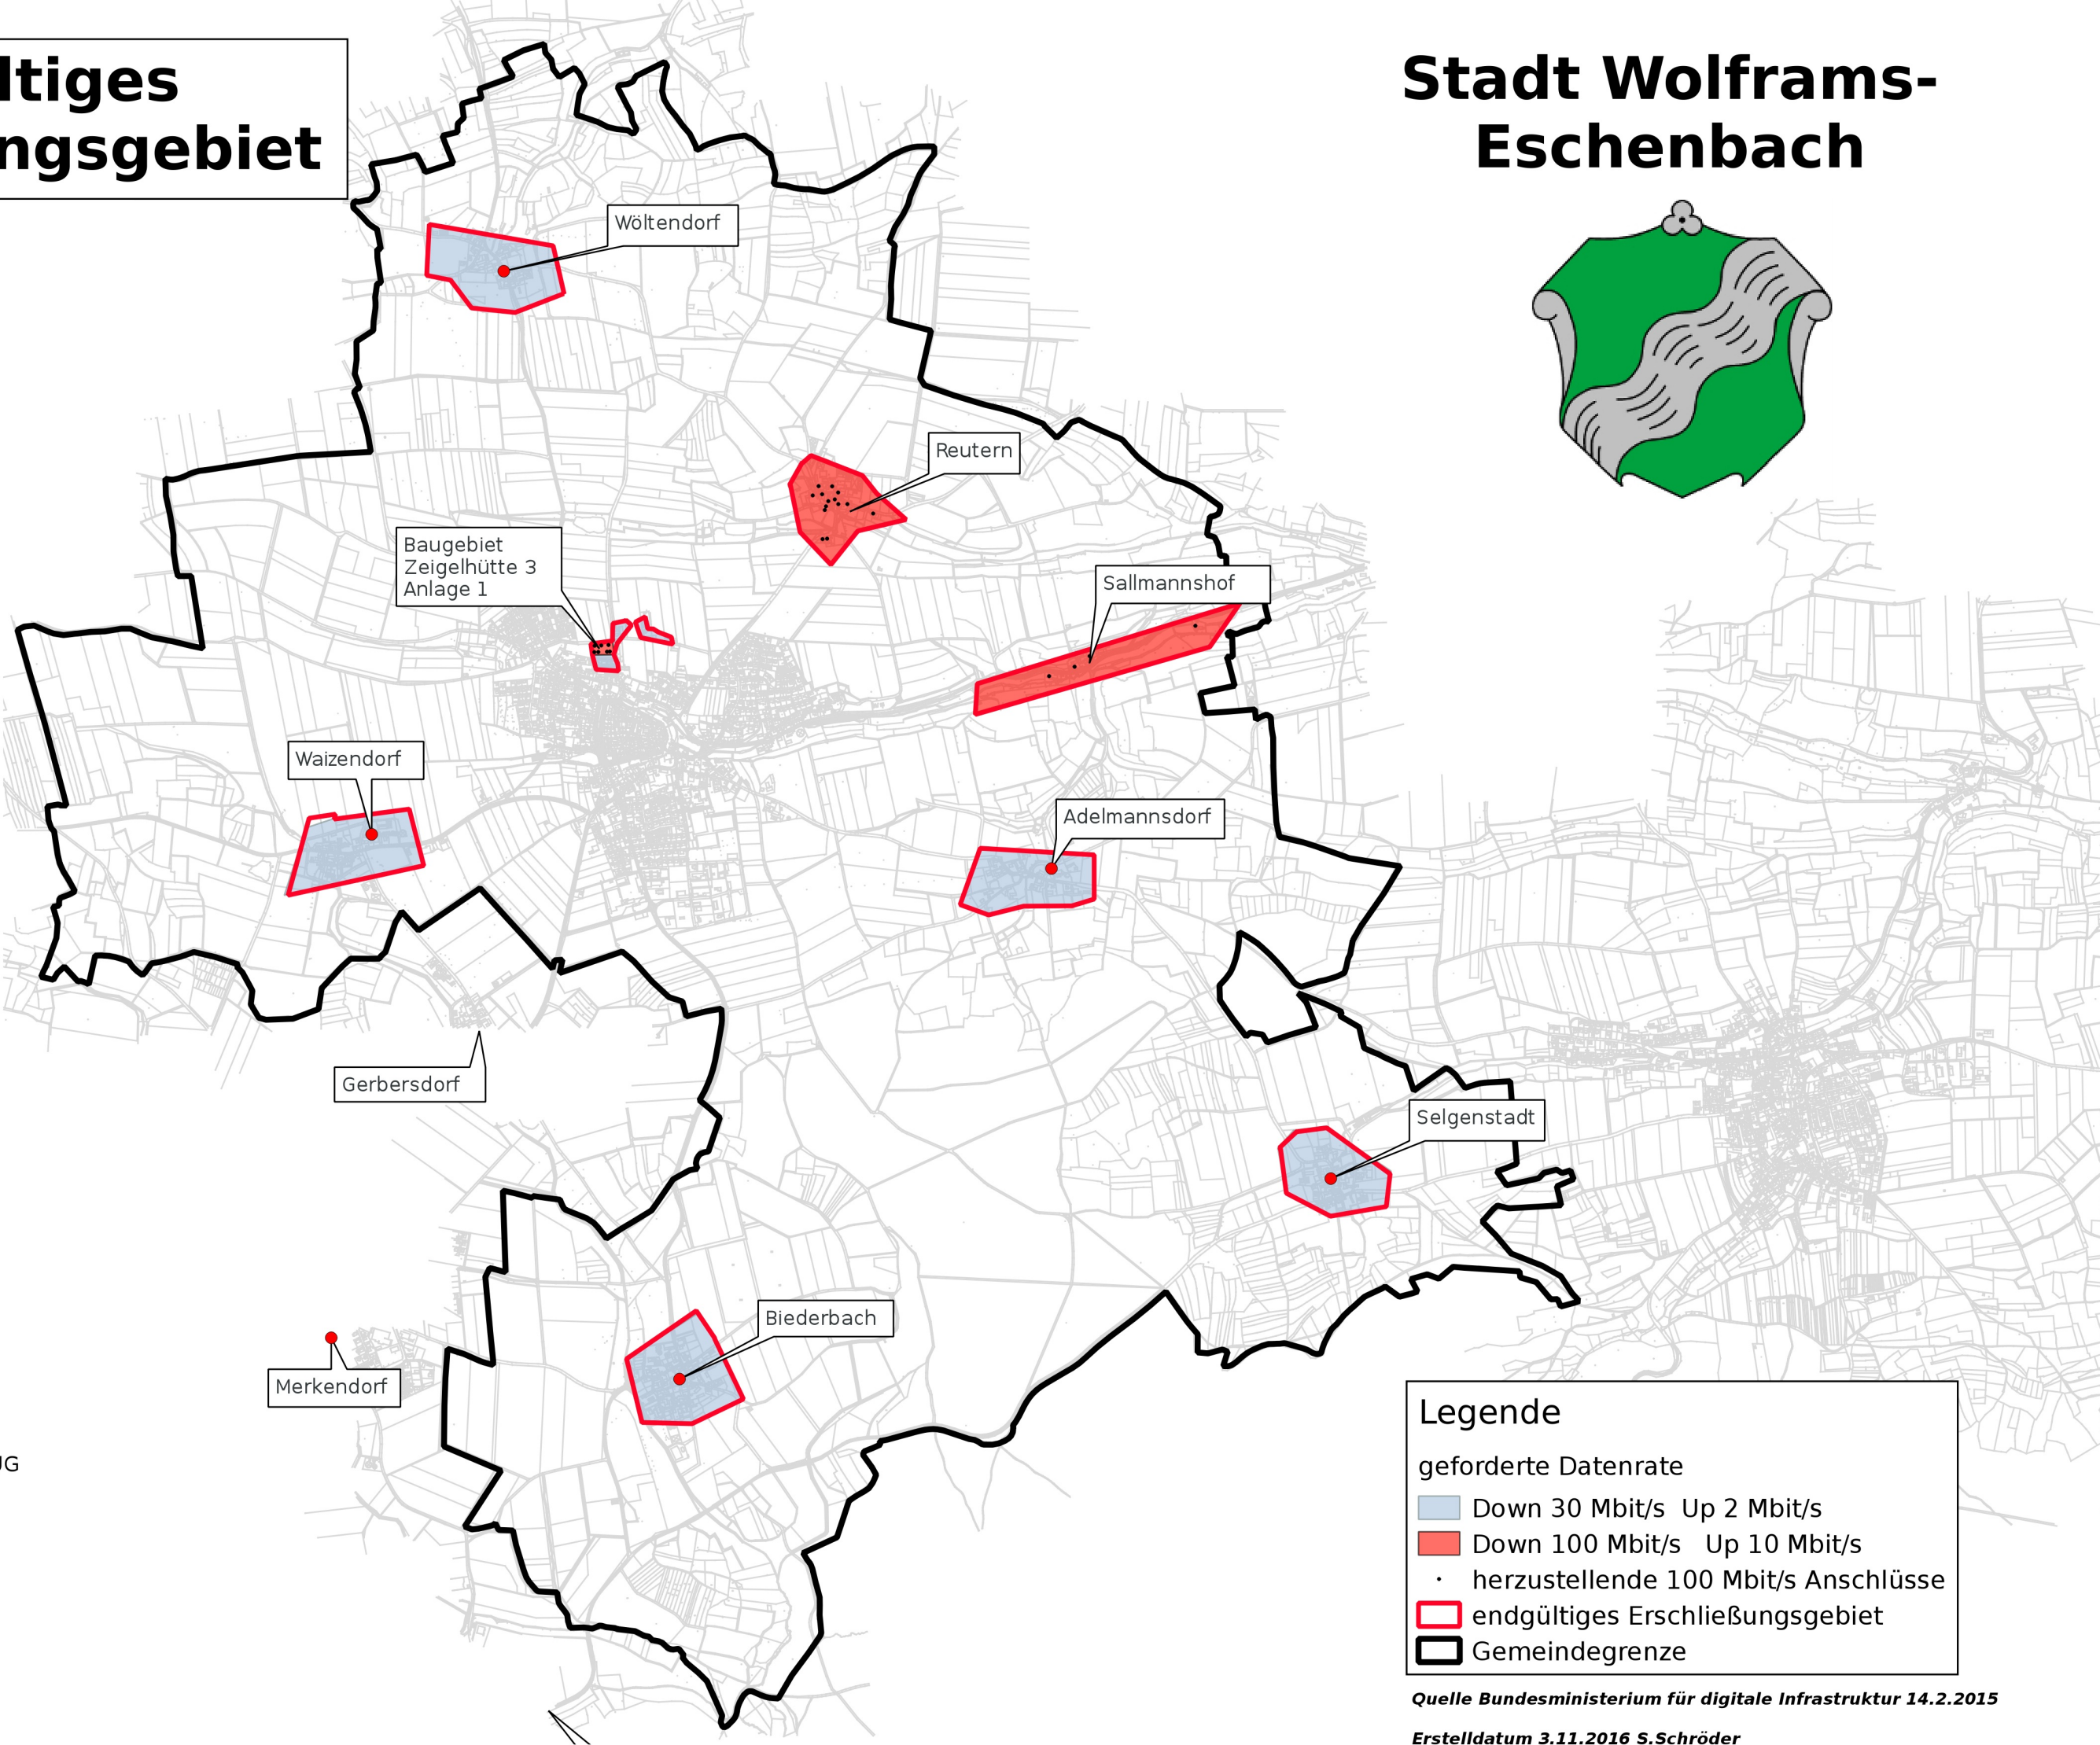 ltiges
ngsgebiet
Stadt Wolframs-
Eschenbach
Wöltendorf
Reutern
Baugebiet
Zeigelhütte 3
Anlage 1
Sallmannshof
Waizendorf
Adelmannsdorf
Gerbersdorf
Selgenstadt
Biederbach
Merkendorf
UG
Legende
geforderte Datenrate
Down 30 Mbit/s Up 2 Mbit/s
Down 100 Mbit/s Up 10 Mbit/s
herzustellende 100 Mbit/s Anschlüsse
endgültiges Erschließungsgebiet
Gemeindegrenze
Quelle Bundesministerium für digitale Infrastruktur 14.2.2015
Erstelldatum 3.11.2016 S.Schröder